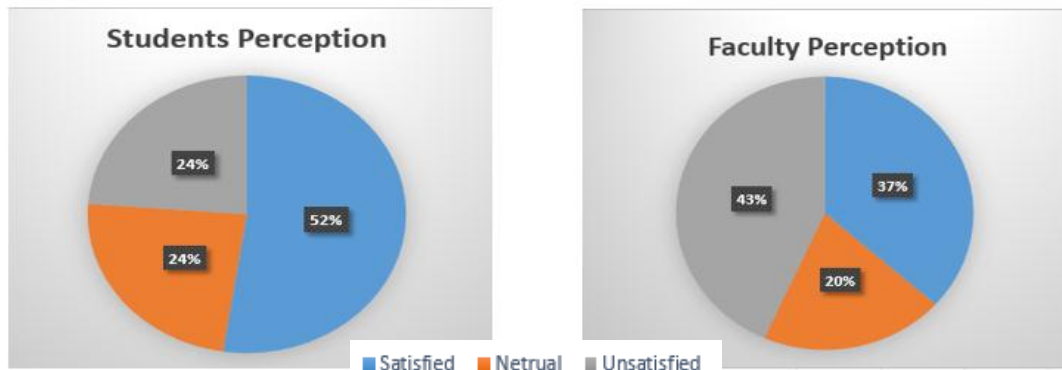 Students Perception
24%
52%
24%
Faculty Perception
37%
43%
20%
Satisfied
Netrual
Unsatisfied